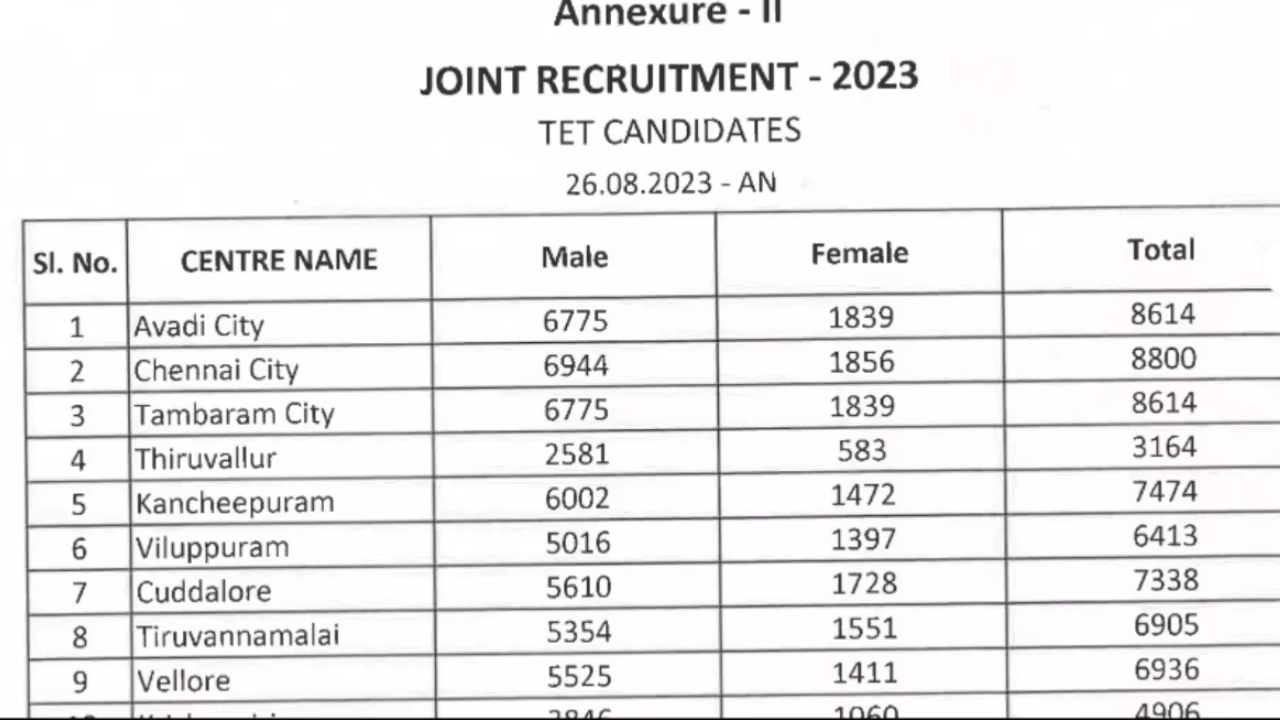 Annexure - II
JOINT RECRUITMENT - 2023
TET CANDIDATES
26.08.2023 - AN
Sl. No. CENTRE NAME Male Female Total
1 Avadi City 6775 1839 8614
2 Chennai City 6944 1856 8800
3 Tambaram City 6775 1839 8614
4 Thiruvallur 2581 583 3164
5 Kancheepuram 6002 1472 7474
6 Viluppuram 5016 1397 6413
7 Cuddalore 5610 1728 7338
8 Tiruvannamalai 5354 1551 6905
9 Vellore 5525 1411 6936
1060 4906